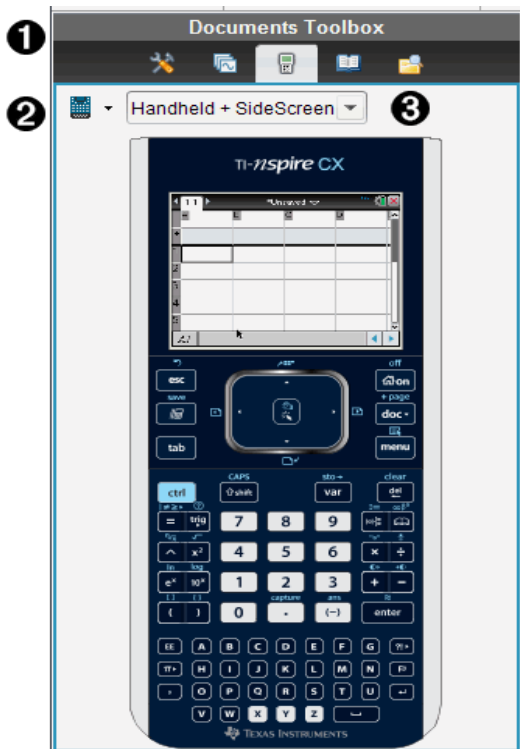 1
Documents Toolbox
2
Handheld + SideScreen
3
TI-nspire CX
1.1 *Unsaved
A1
off
esc
on
save
+page
doc
tab
menu
CAPS
sto→
clear
ctrl
shift
var
del
= trig 7 8 9
^ x² 4 5 6 × ÷
ln log
eˣ 10ˣ 1 2 3 + −
capture ans
( ) 0 . (−) enter
EE A B C D E F G ?!▸
π▸ H I J K L M N
, O P Q R S T U ↵
V W X Y Z
TEXAS INSTRUMENTS